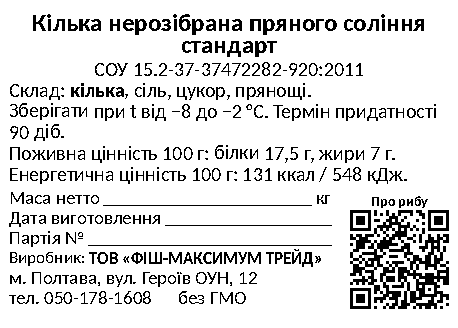 Кілька нерозібрана пряного соління
стандарт
СОУ 15.2-37-37472282-920:2011
Склад: кілька, сіль, цукор, прянощі.
Зберігати при t від −8 до −2 °С. Термін придатності
90 діб.
Поживна цінність 100 г: білки 17,5 г, жири 7 г.
Енергетична цінність 100 г: 131 ккал / 548 кДж.
Маса нетто ______________________ кг
Про рибу
Дата виготовлення __________________
Партія № __________________________
Виробник: ТОВ «ФІШ-МАКСИМУМ ТРЕЙД»
м. Полтава, вул. Героїв ОУН, 12
тел. 050-178-1608 без ГМО